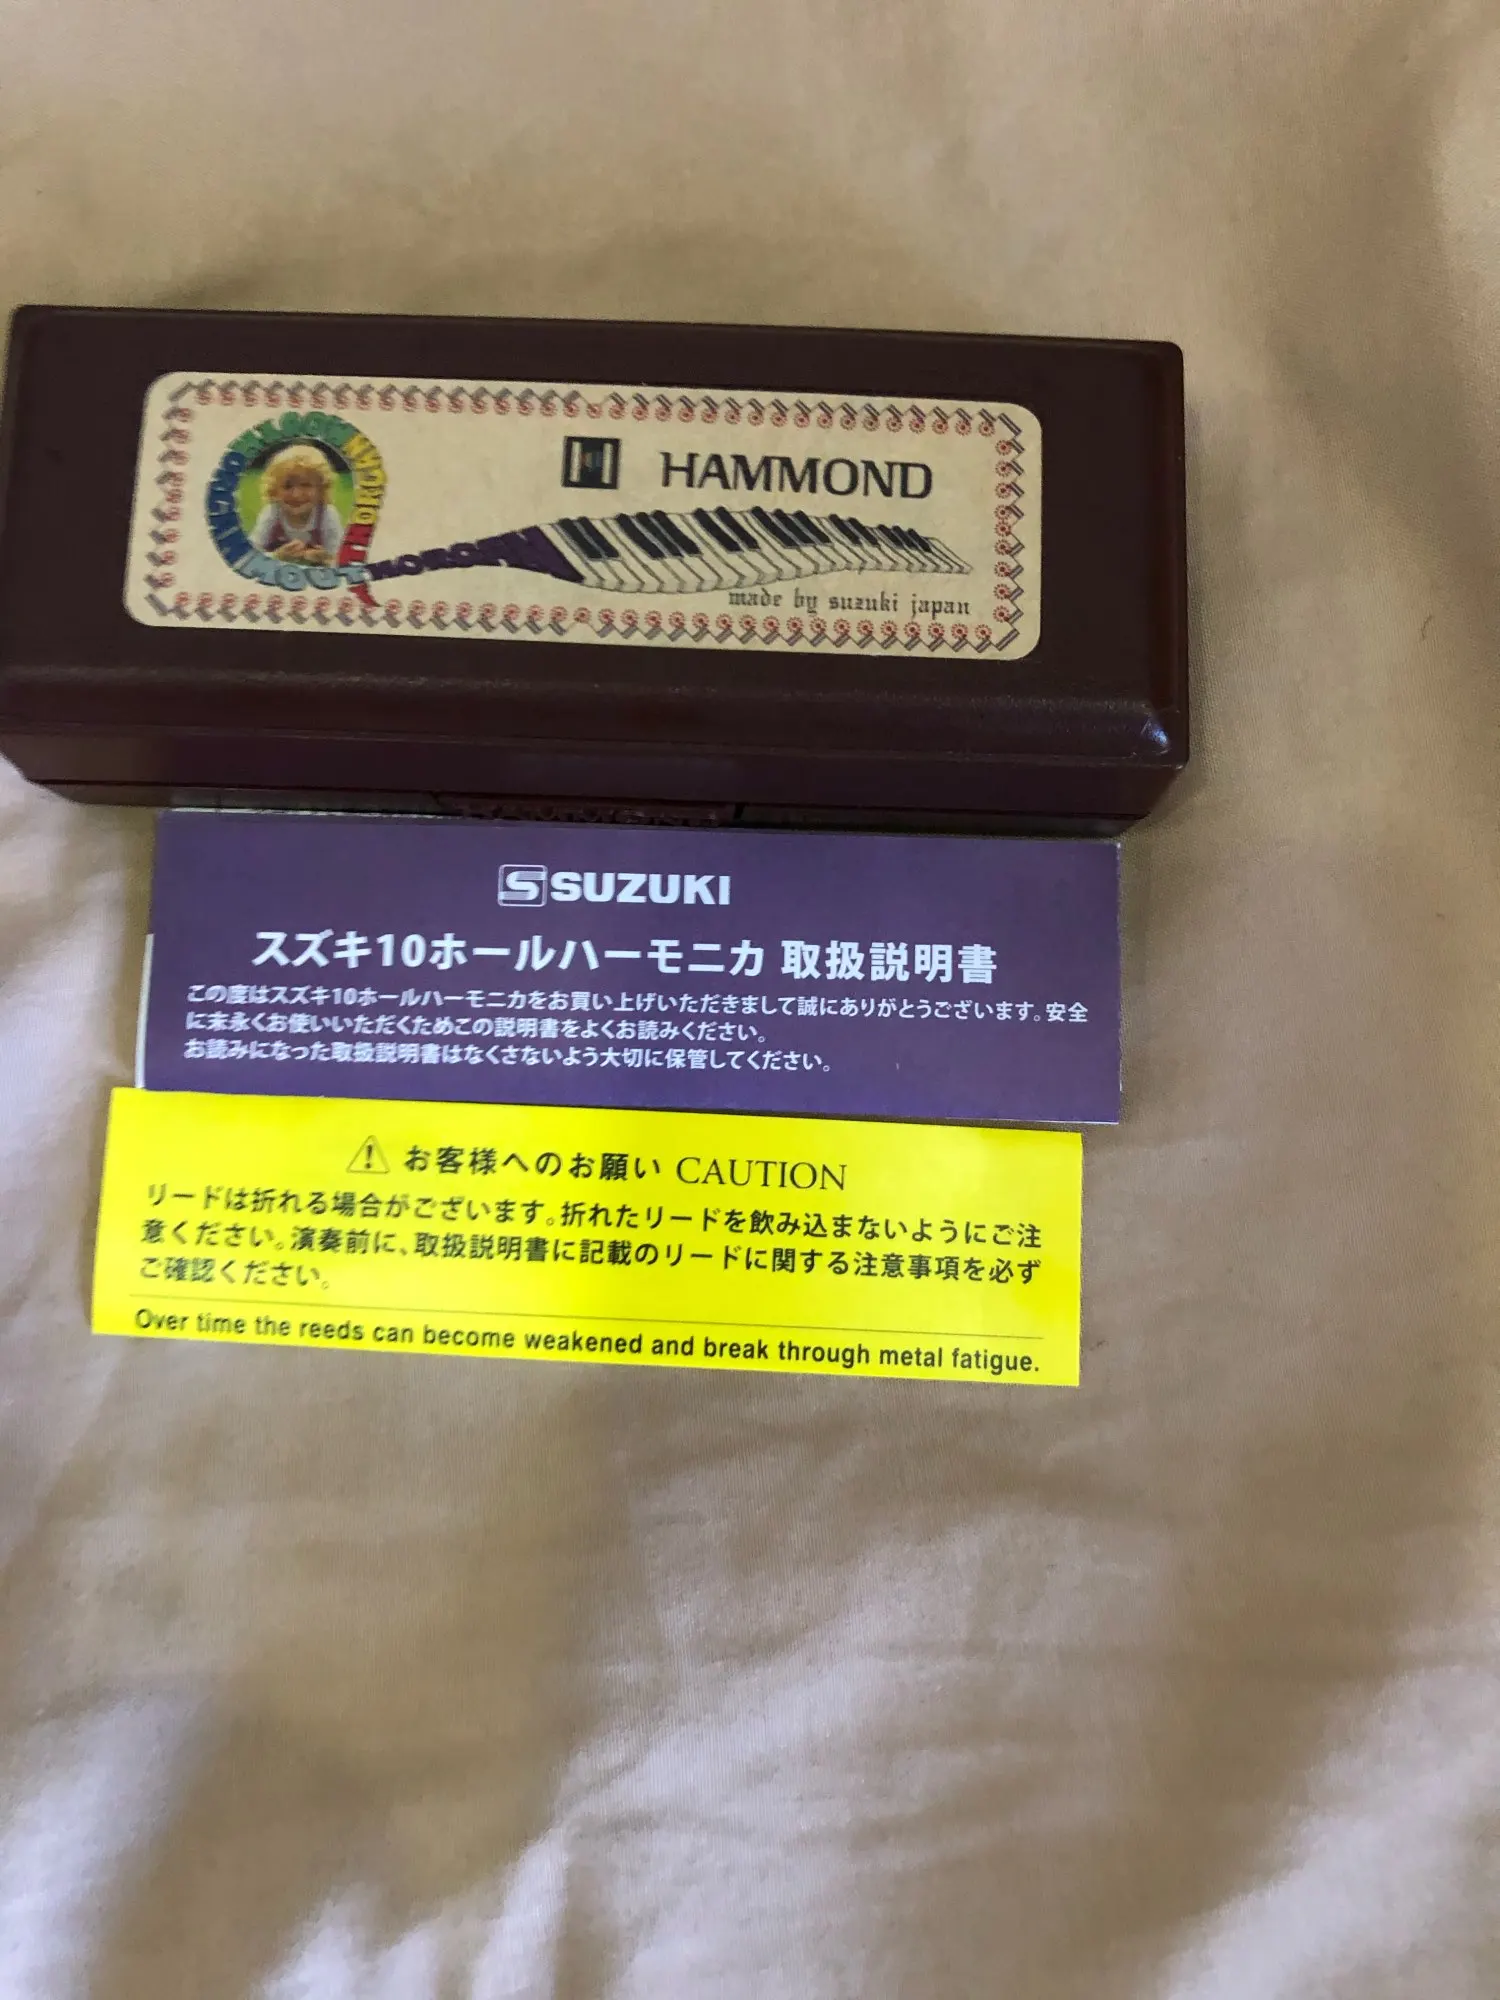 HAMMOND
made by suzuki japan
SUZUKI
スズキ10ホールハーモニカ 取扱説明書
この度はスズキ10ホールハーモニカをお買い上げいただきまして誠にありがとうございます。安全
に末永くお使いいただくためこの説明書をよくお読みください。
お読みになった取扱説明書はなくさないよう大切に保管してください。
お客様へのお願い CAUTION
リードは折れる場合がございます。折れたリードを飲み込まないようにご注
意ください。演奏前に、取扱説明書に記載のリードに関する注意事項を必ず
ご確認ください。
Over time the reeds can become weakened and break through metal fatigue.